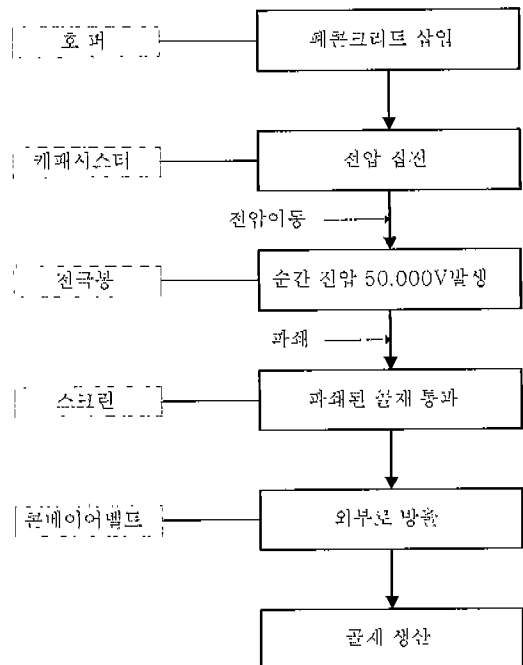 호 퍼
폐콘크리트 삽입
캐패시스터
전압 집전
전압이동
전극봉
순간 전압 50.000V발생
파쇄
스크린
파쇄된 골재 통과
콘베이어벨트
외부로 방출
골재 생산